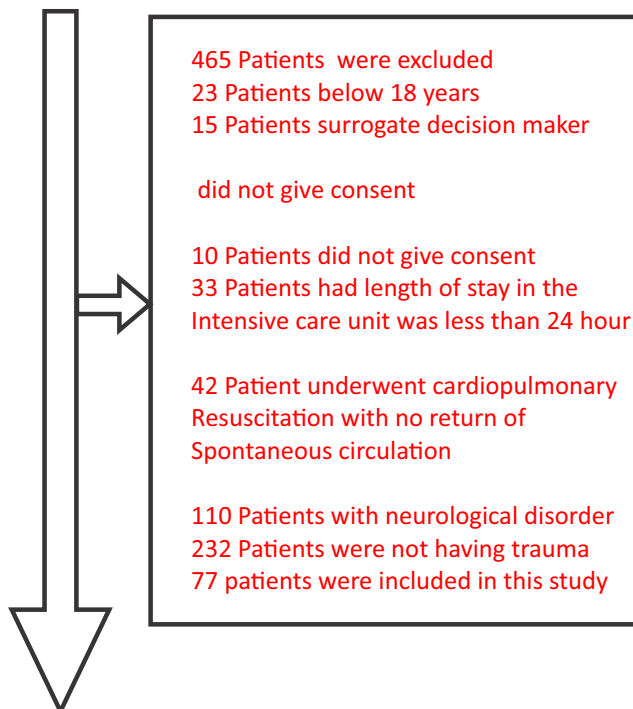 465 Patients were excluded
23 Patients below 18 years
15 Patients surrogate decision maker
did not give consent
10 Patients did not give consent
33 Patients had length of stay in the
Intensive care unit was less than 24 hour
42 Patient underwent cardiopulmonary
Resuscitation with no return of
Spontaneous circulation
110 Patients with neurological disorder
232 Patients were not having trauma
77 patients were included in this study